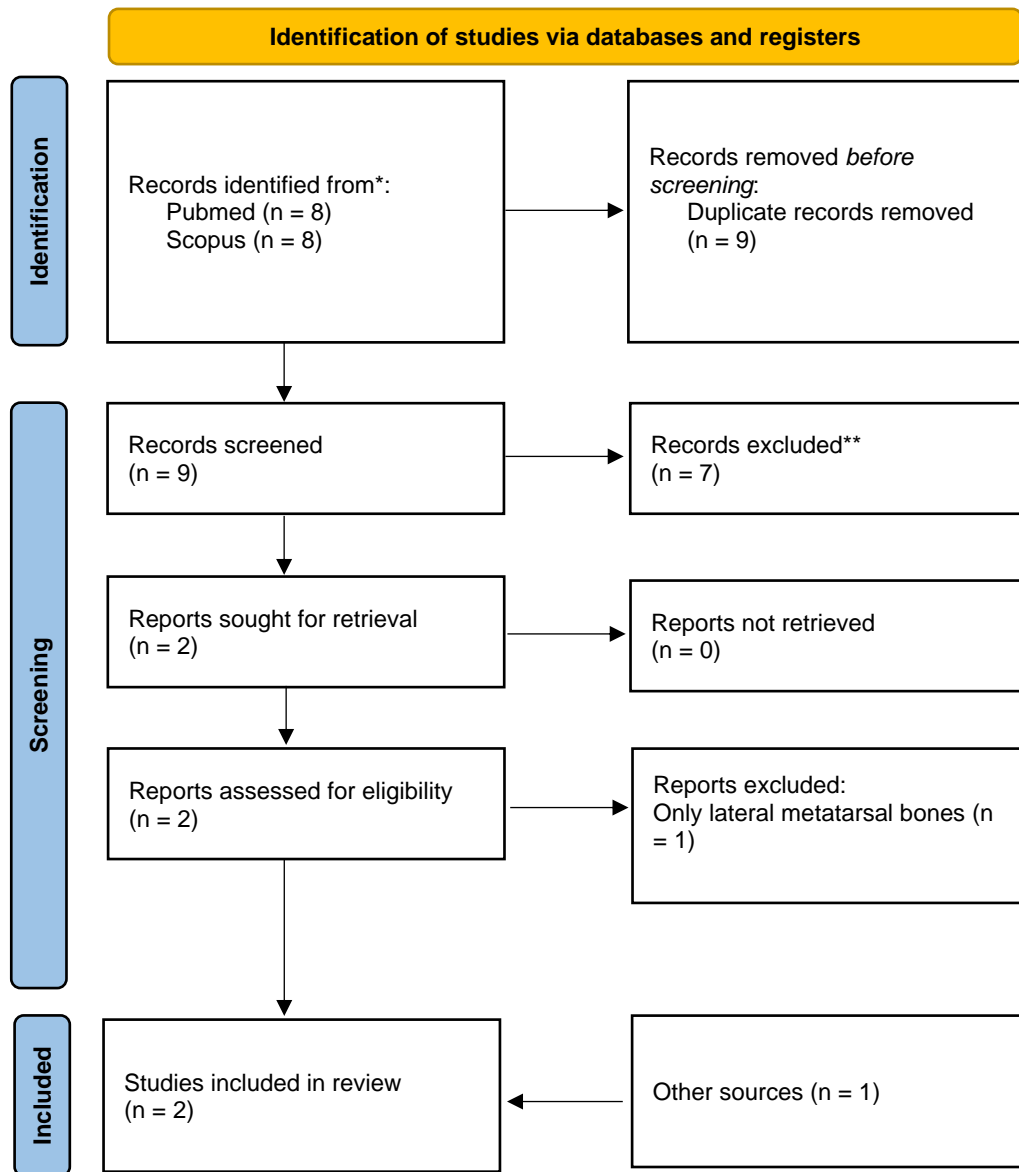 Identification of studies via databases and registers
Identification
Records identified from*:
Pubmed (n = 8)
Scopus (n = 8)
Records removed before
screening:
Duplicate records removed
(n = 9)
Screening
Records screened
(n = 9)
Records excluded**
(n = 7)
Reports sought for retrieval
(n = 2)
Reports not retrieved
(n = 0)
Reports assessed for eligibility
(n = 2)
Reports excluded:
Only lateral metatarsal bones (n
= 1)
Included
Studies included in review
(n = 2)
Other sources (n = 1)